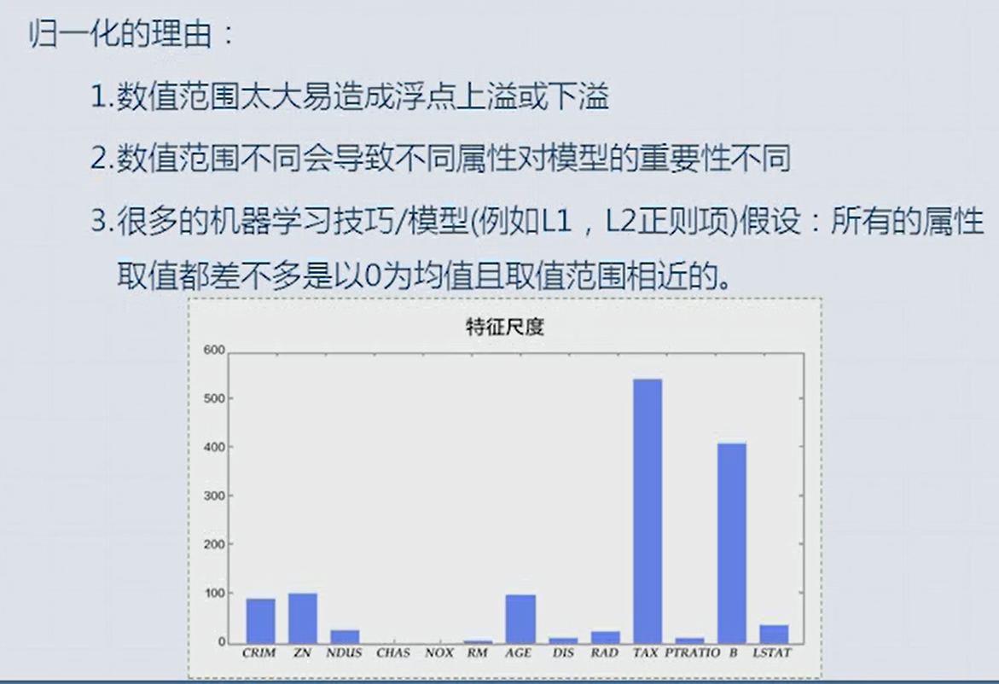 归一化的理由：
1.数值范围太大易造成浮点上溢或下溢
2.数值范围不同会导致不同属性对模型的重要性不同
3.很多的机器学习技巧/模型(例如L1，L2正则项)假设：所有的属性
取值都差不多是以0为均值且取值范围相近的。
特征尺度
600
500
400
300
200
100
0
CRIM ZN NDUS CHAS NOX RM AGE DIS RAD TAX PTRATIO B LSTAT